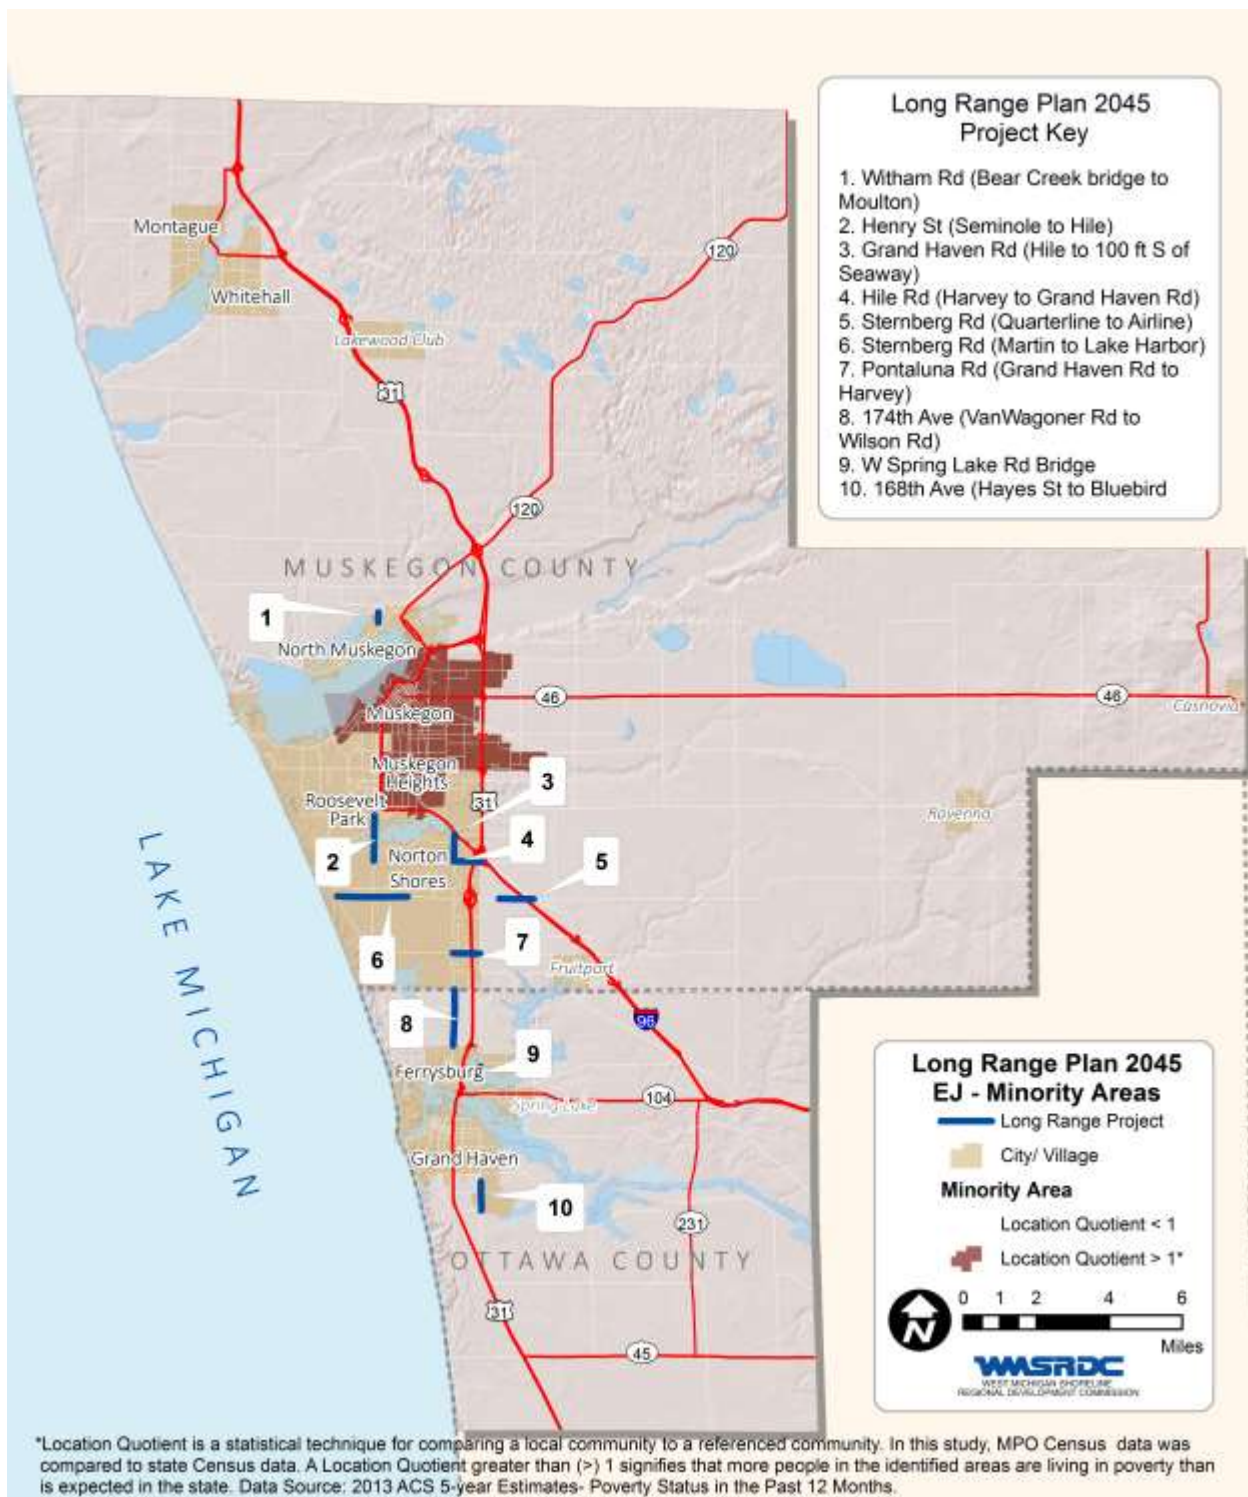 Long Range Plan 2045
Project Key
1. Witham Rd (Bear Creek bridge to
Moulton)
2. Henry St (Seminole to Hile)
3. Grand Haven Rd (Hile to 100 ft S of
Seaway)
4. Hile Rd (Harvey to Grand Haven Rd)
5. Sternberg Rd (Quarterline to Airline)
6. Sternberg Rd (Martin to Lake Harbor)
7. Pontaluna Rd (Grand Haven Rd to
Harvey)
8. 174th Ave (VanWagoner Rd to
Wilson Rd)
9. W Spring Lake Rd Bridge
10. 168th Ave (Hayes St to Bluebird
Montague
Whitehall
Lakewood Club
120
31
120
MUSKEGON COUNTY
1
North Muskegon
46
46
Casnovia
Muskegon
Muskegon
Heights
3
31
Roosevelt
Park
Ravenna
2
Norton
Shores
4
5
6
7
Fruitport
LAKE MICHIGAN
8
96
9
Ferrysburg
Spring Lake
104
Grand Haven
10
231
OTTAWA COUNTY
31
45
Long Range Plan 2045
EJ - Minority Areas
Long Range Project
City/ Village
Minority Area
Location Quotient < 1
Location Quotient > 1*
N
0 1 2 4 6
Miles
WMSRDC
WEST MICHIGAN SHORELINE
REGIONAL DEVELOPMENT COMMISSION
*Location Quotient is a statistical technique for comparing a local community to a referenced community. In this study, MPO Census data was
compared to state Census data. A Location Quotient greater than (>) 1 signifies that more people in the identified areas are living in poverty than
is expected in the state. Data Source: 2013 ACS 5-year Estimates- Poverty Status in the Past 12 Months.